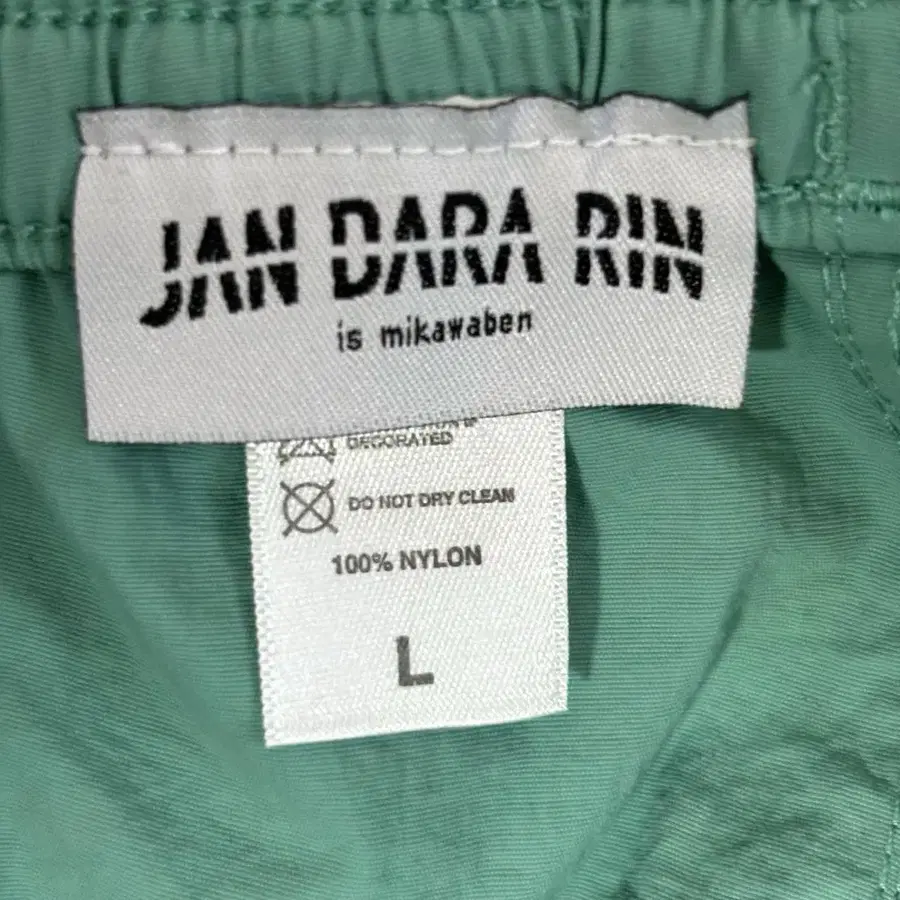 JAN DARA RIN
is mikawaben
DECORATED
DO NOT DRY CLEAN
100% NYLON
L